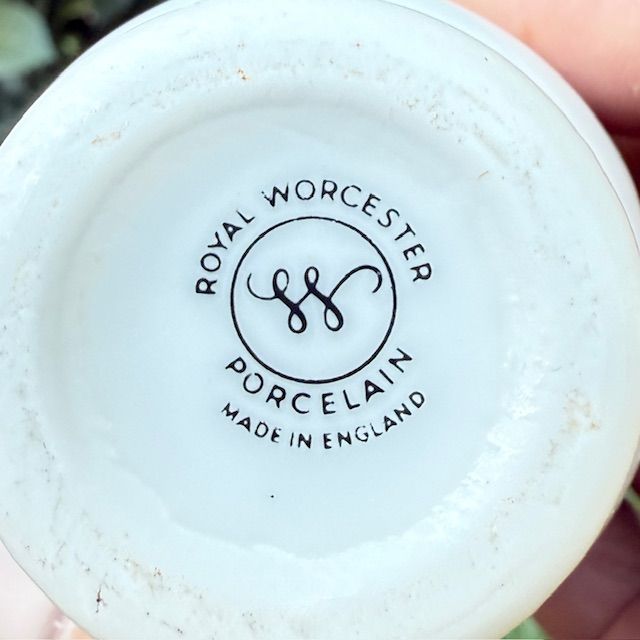 ROYAL WORCESTER
W
PORCELAIN
MADE IN ENGLAND